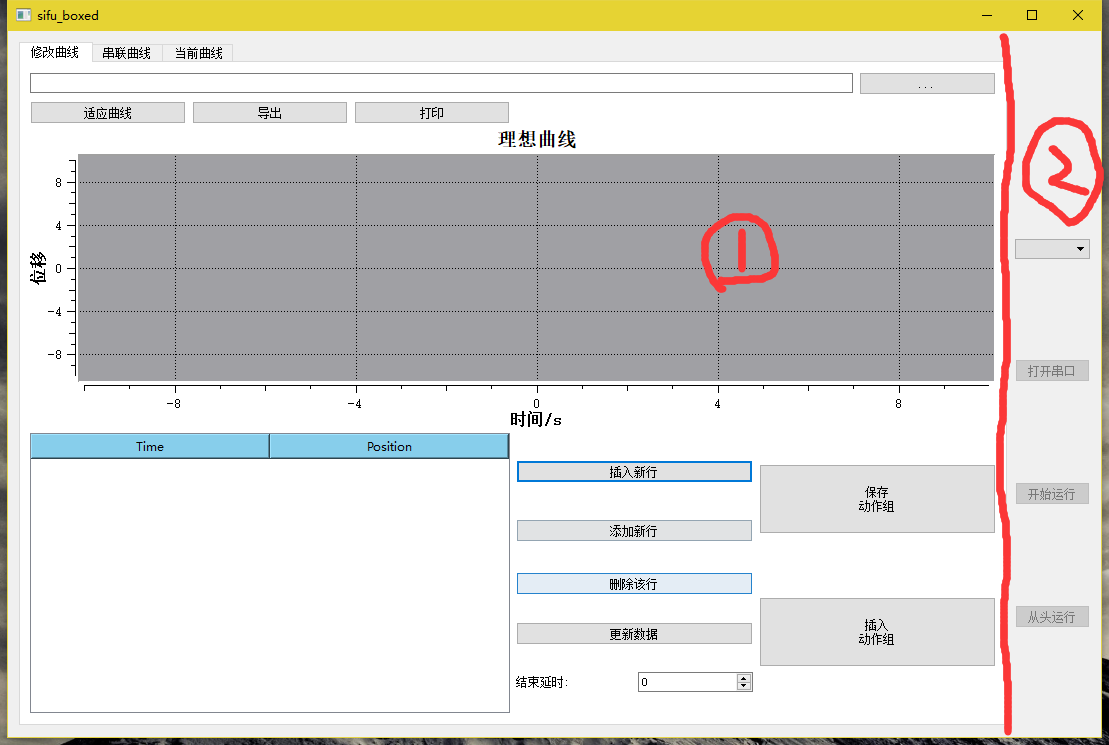 sifu_boxed
修改曲线 串联曲线 当前曲线
...
适应曲线 导出 打印
理想曲线
位移
8
4
0
-4
-8
-8 -4 0 4 8
时间/s
1
2
打开串口
开始运行
从头运行
Time Position
插入新行
添加新行
删除该行
更新数据
结束延时: 0
保存
动作组
插入
动作组